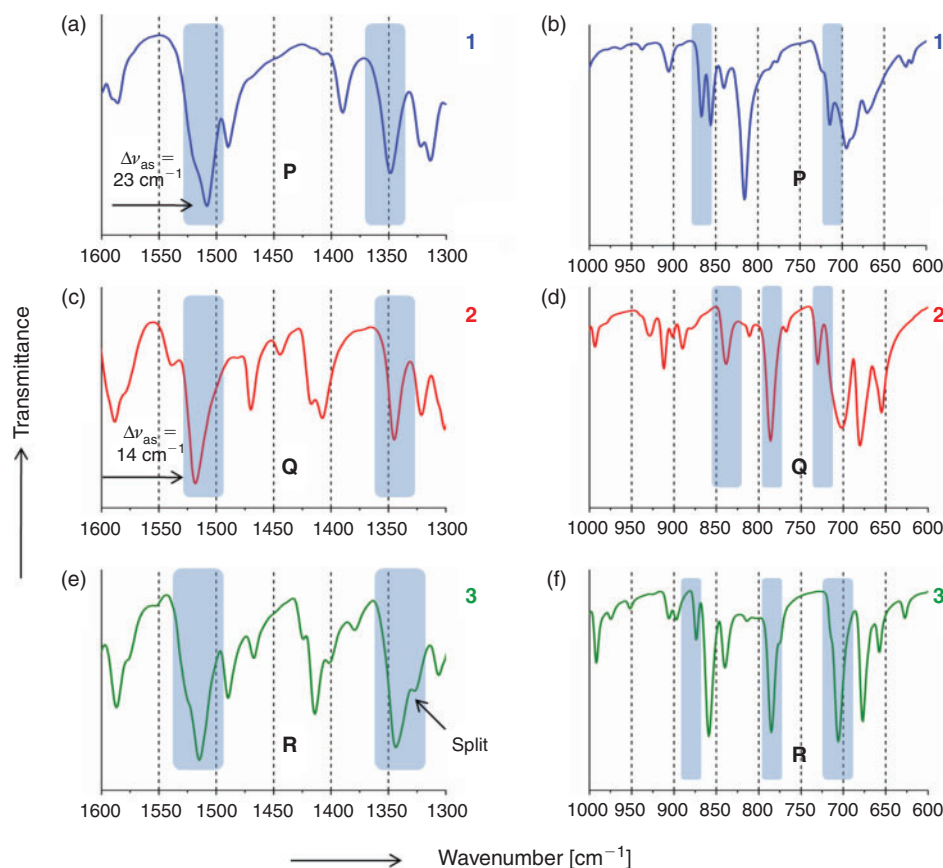 (a) 1
Δν_as =
23 cm⁻¹
P
1600 1550 1500 1450 1400 1350 1300
(b) 1
P
1000 950 900 850 800 750 700 650 600
(c) 2
Δν_as =
14 cm⁻¹
Q
1600 1550 1500 1450 1400 1350 1300
(d) 2
Q
1000 950 900 850 800 750 700 650 600
Transmittance
(e) 3
Split
R
1600 1550 1500 1450 1400 1350 1300
(f) 3
R
1000 950 900 850 800 750 700 650 600
Wavenumber [cm⁻¹]